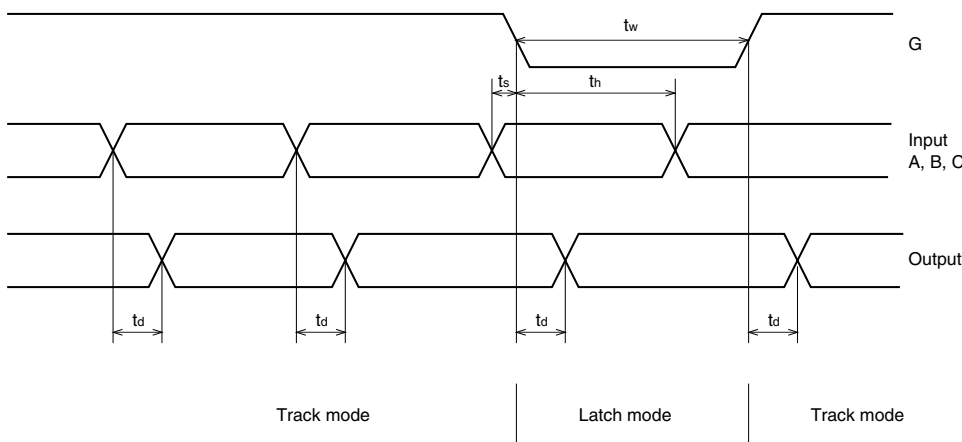 tw
G
ts
th
Input
A, B, C
Output
td
td
td
td
Track mode
Latch mode
Track mode